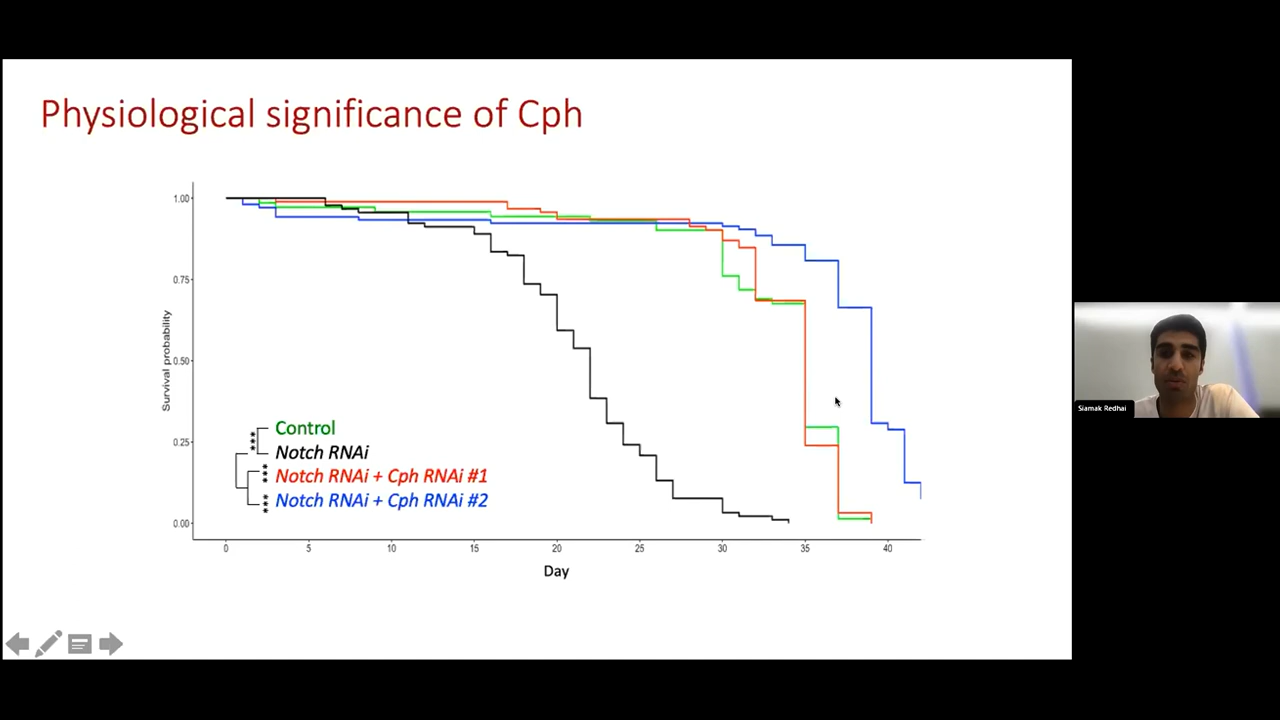 Physiological significance of Cph
1.00
0.75
0.50
0.25
0.00
Survival probability
Control
Notch RNAi
Notch RNAi + Cph RNAi #1
Notch RNAi + Cph RNAi #2
***
***
***
0 5 10 15 20 25 30 35 40
Day
Siamak Redhai